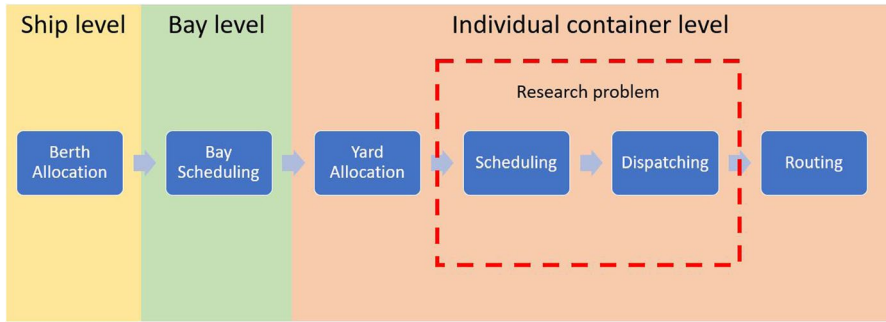 Ship level
Bay level
Individual container level
Research problem
Berth
Allocation
Bay
Scheduling
Yard
Allocation
Scheduling
Dispatching
Routing